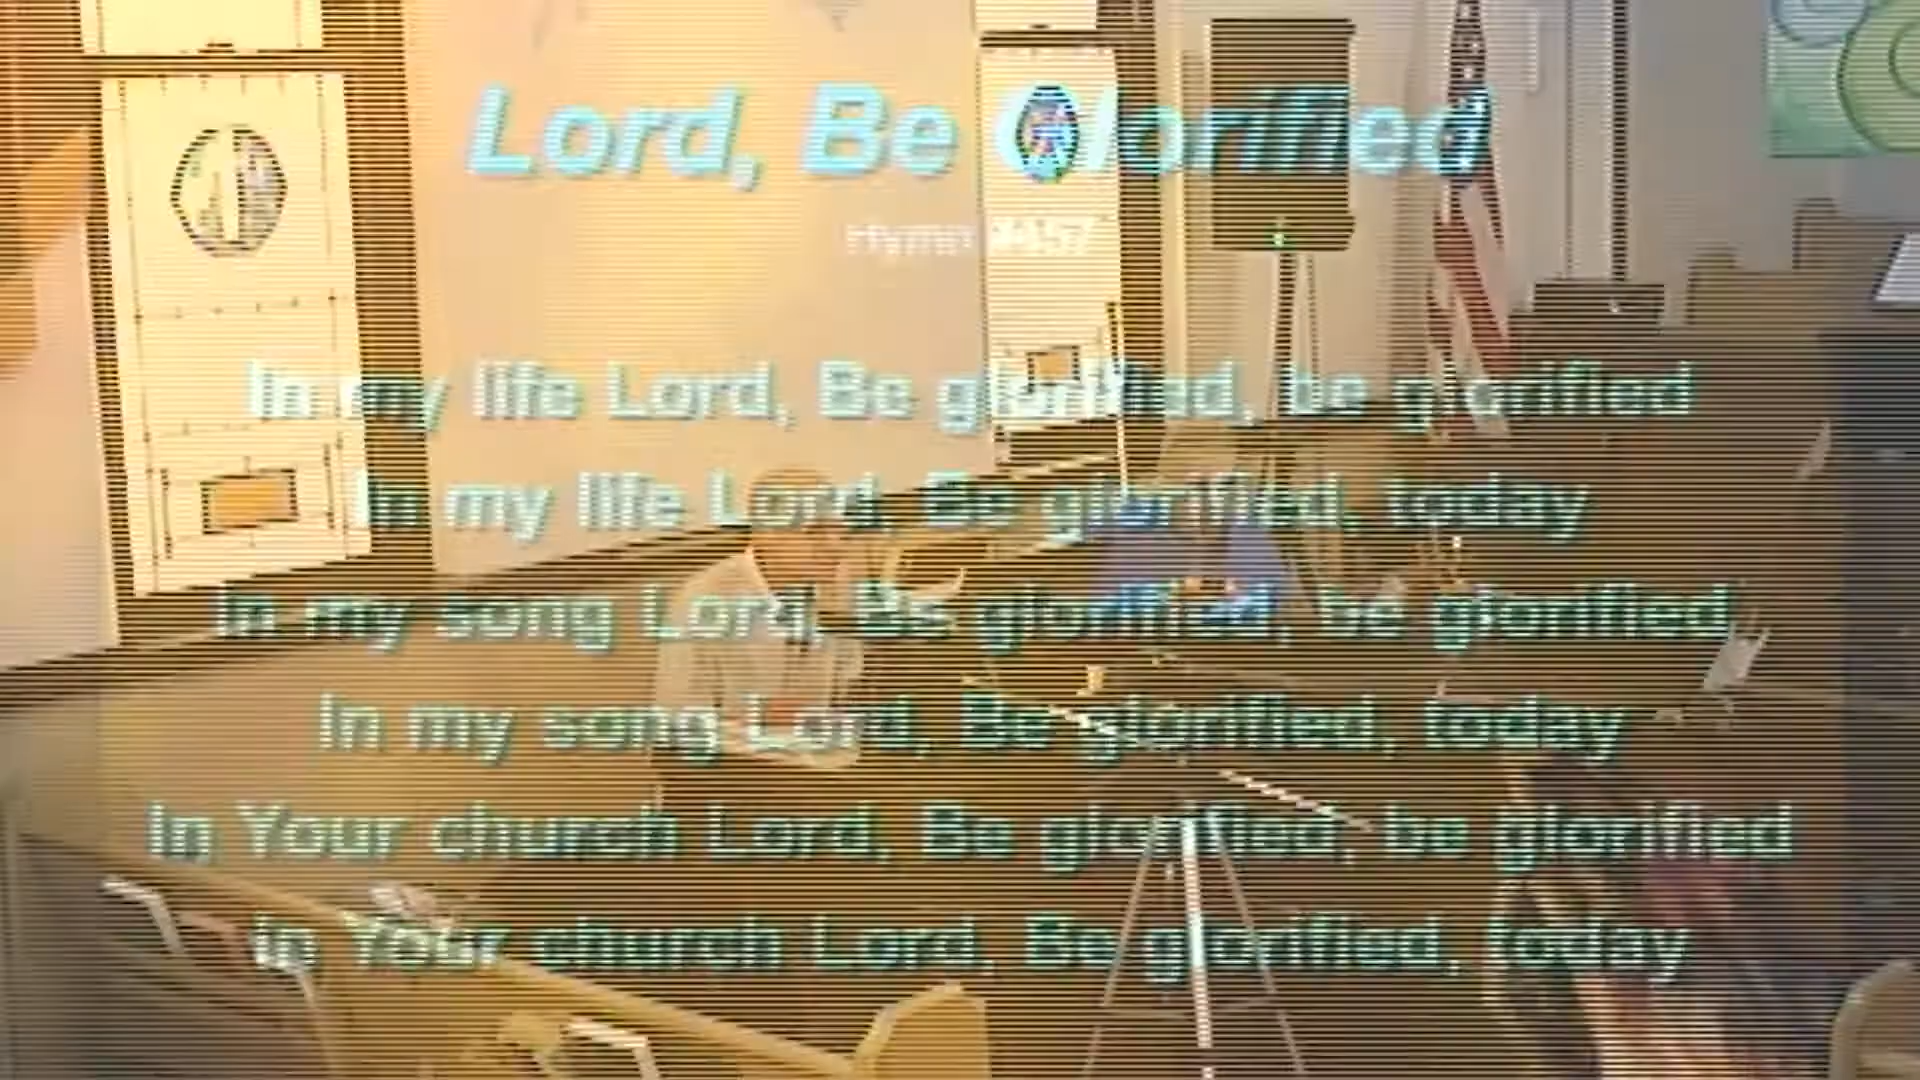 Lord, Be Glorified
Hymn #457
In my life Lord, Be glorified, be glorified
In my life Lord, Be glorified, today
In my song Lord, Be glorified, be glorified
In my song Lord, Be glorified, today
In Your church Lord, Be glorified, be glorified
In Your church Lord, Be glorified, today